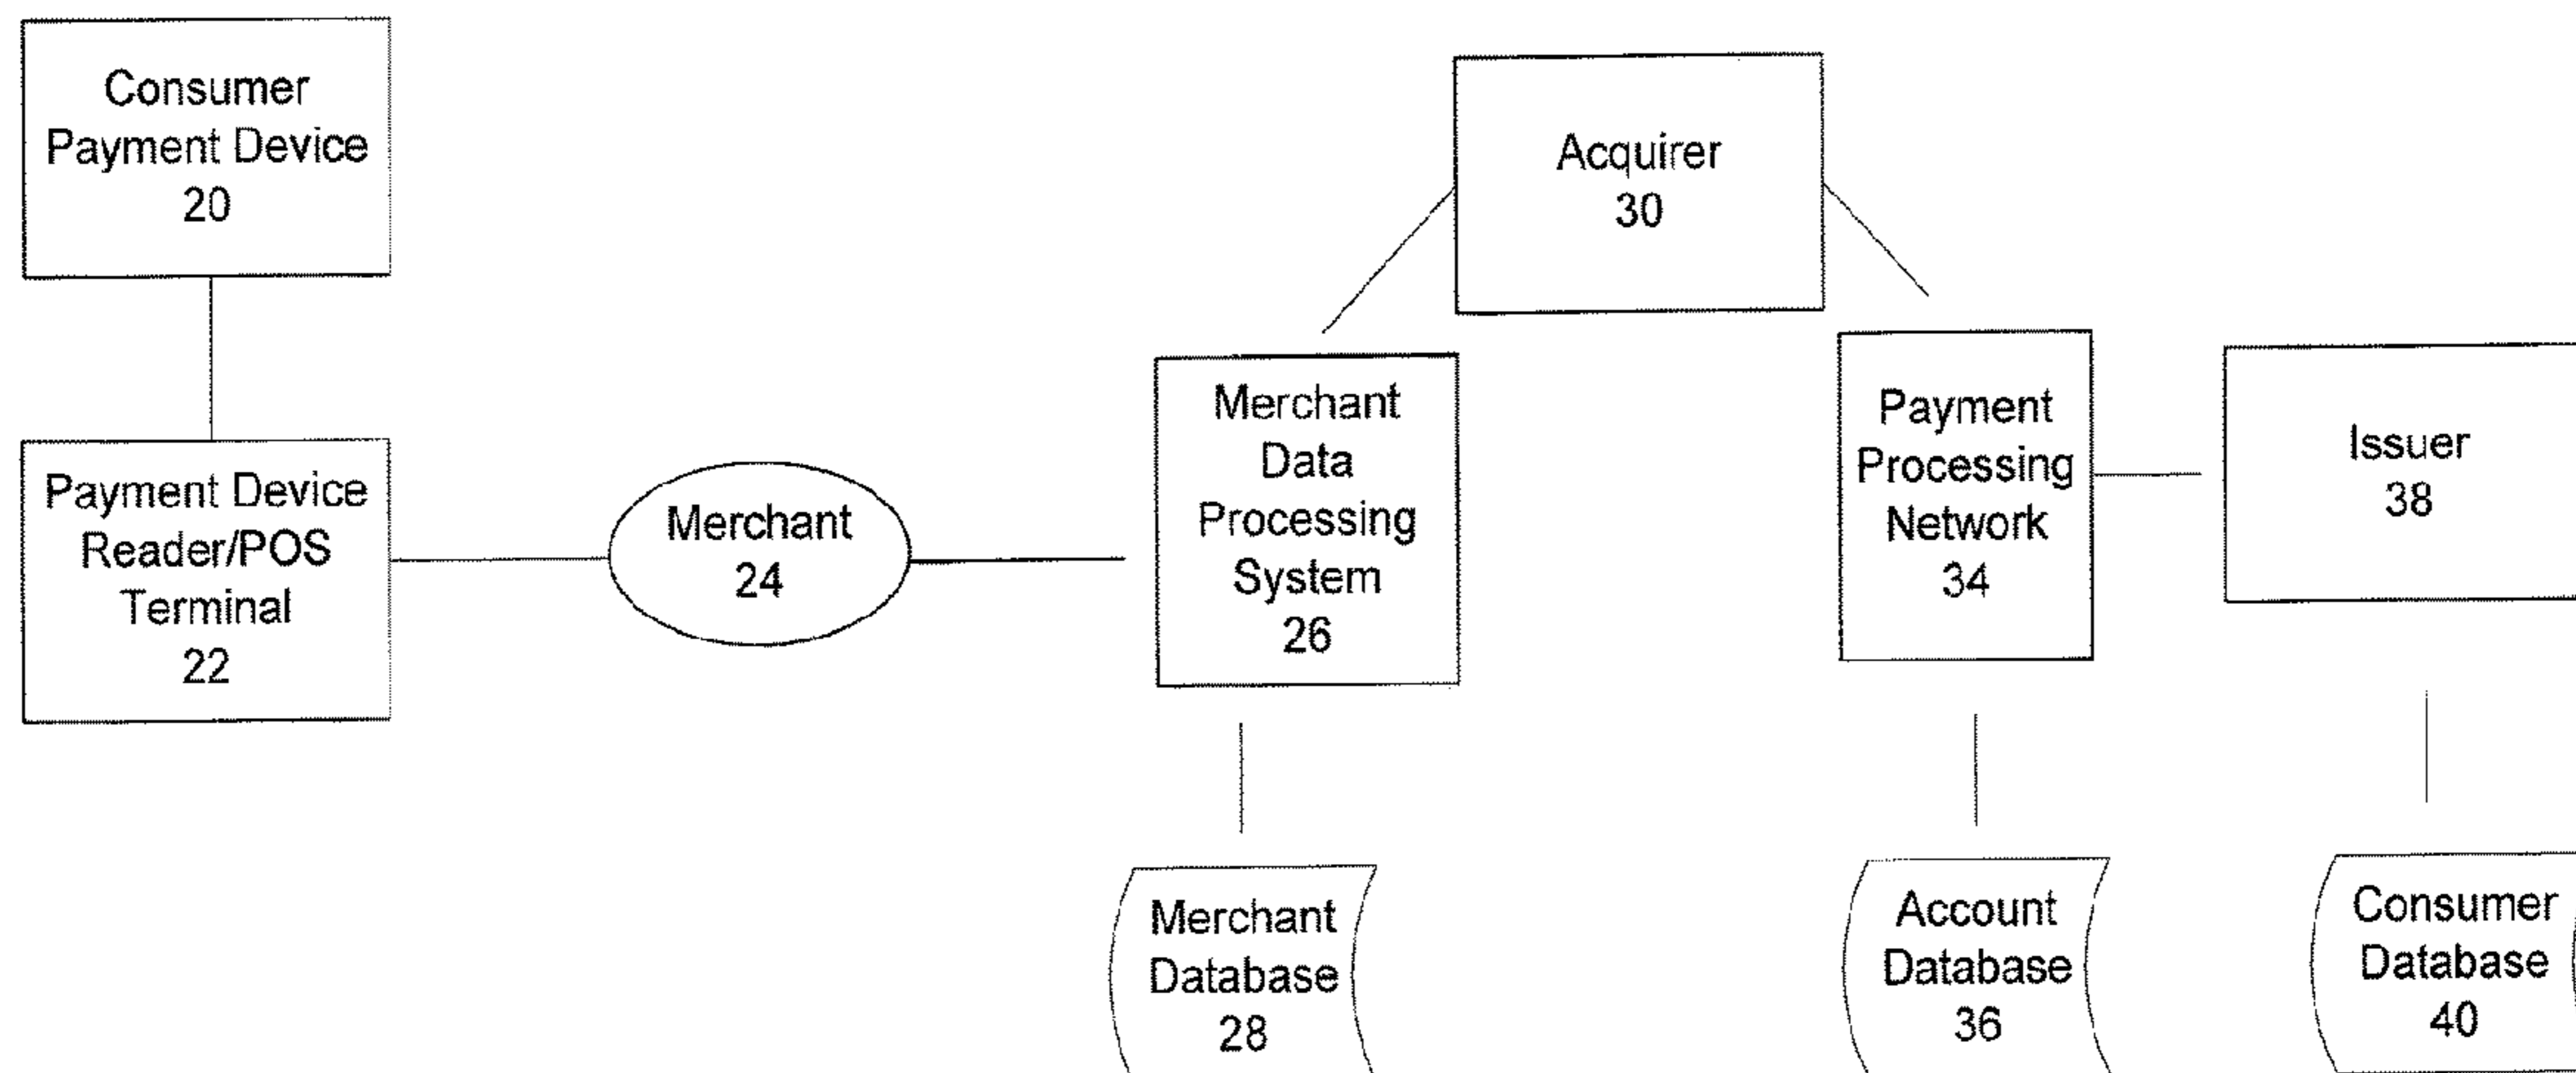 Consumer
Payment Device
20
Acquirer
30
Payment Device
Reader/POS
Terminal
22
Merchant
24
Merchant
Data
Processing
System
26
Payment
Processing
Network
34
Issuer
38
Merchant
Database
28
Account
Database
36
Consumer
Database
40